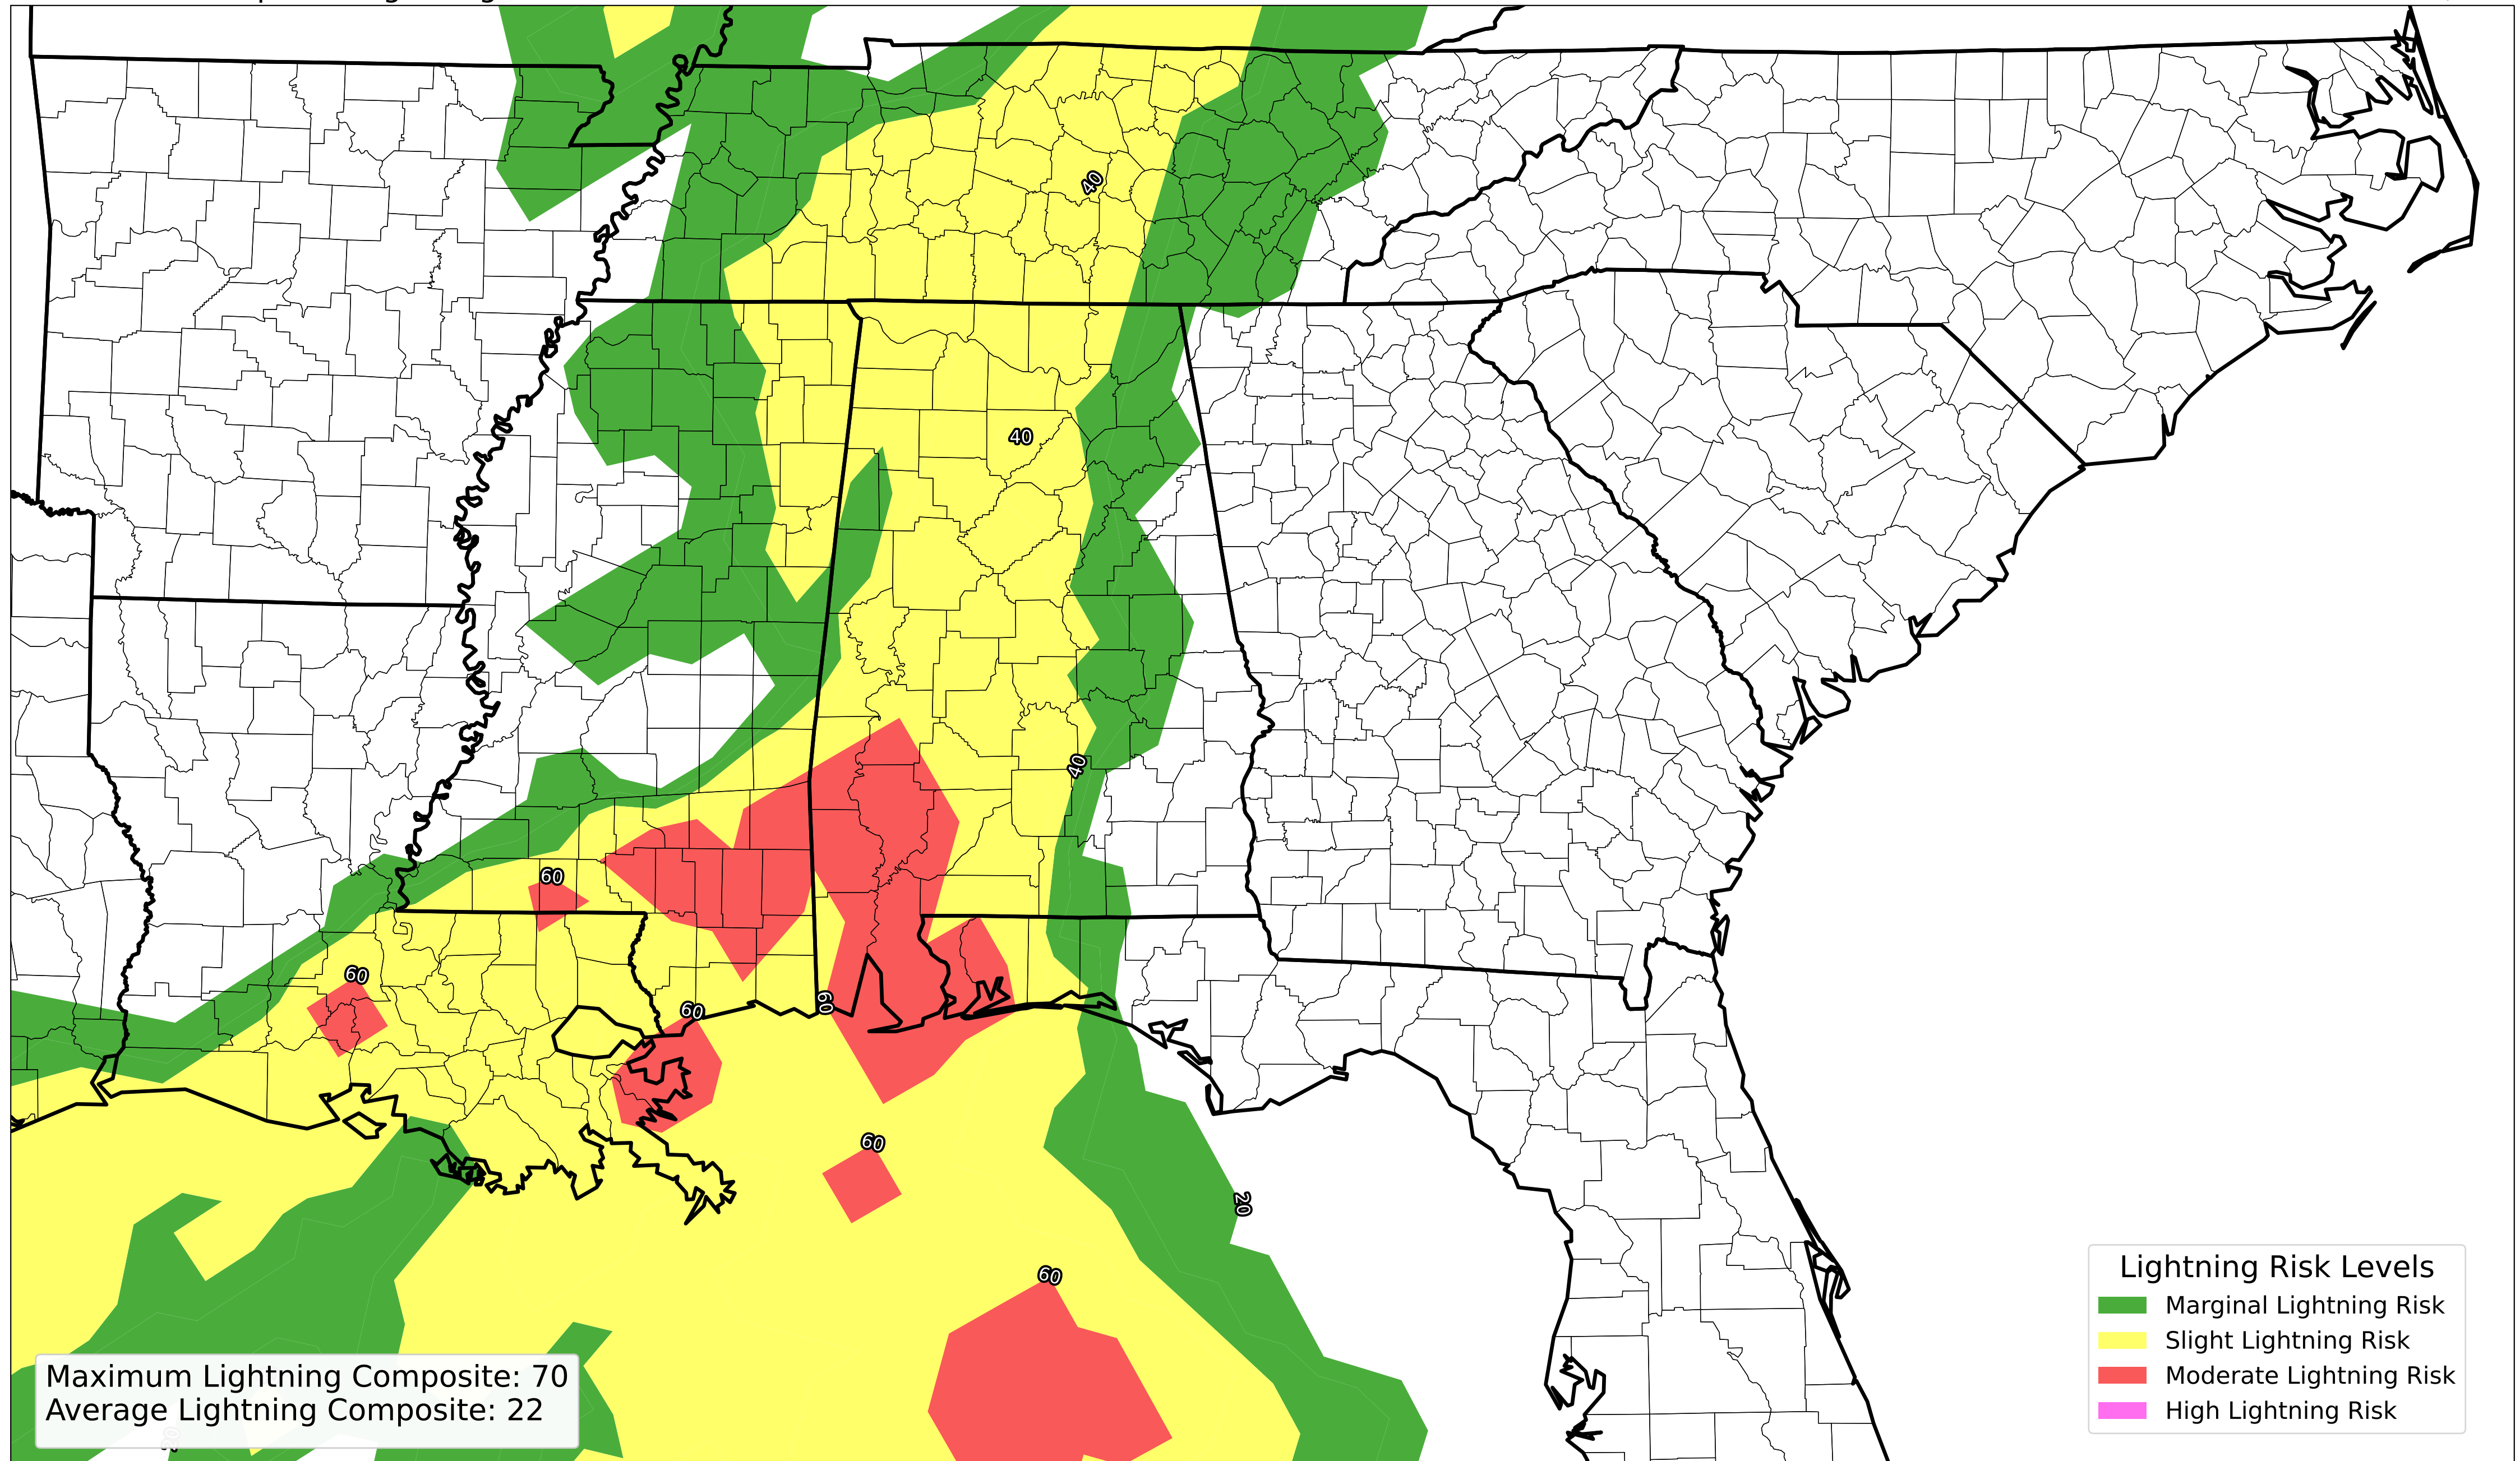 40
40
40
60
60
60
60
60
20
60
Lightning Risk Levels
Marginal Lightning Risk
Slight Lightning Risk
Moderate Lightning Risk
High Lightning Risk
Maximum Lightning Composite: 70
Average Lightning Composite: 22